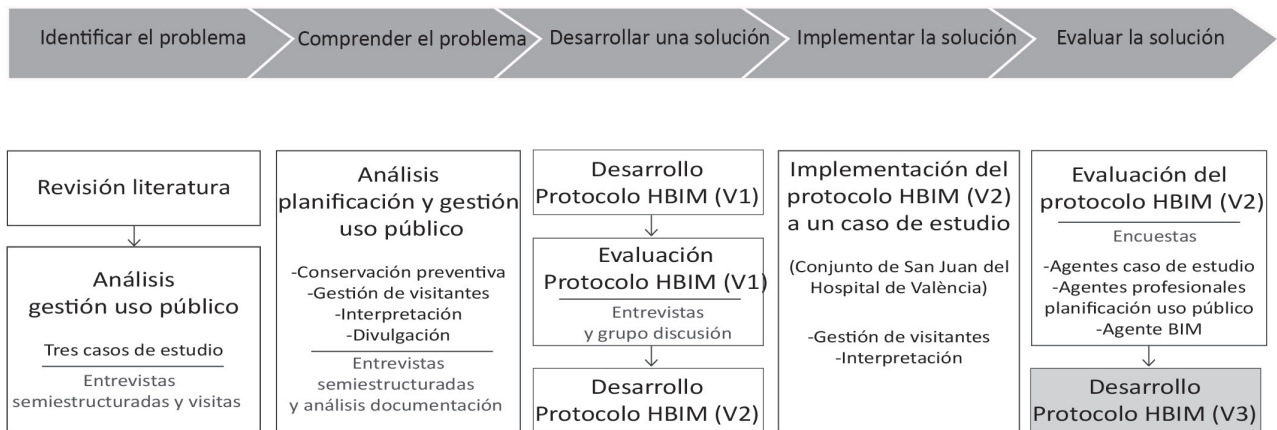 Identificar el problema
Comprender el problema
Desarrollar una solución
Implementar la solución
Evaluar la solución
Revisión literatura
Análisis
gestión uso público
Tres casos de estudio
Entrevistas
semiestructuradas y visitas
Análisis
planificación y gestión
uso público
-Conservación preventiva
-Gestión de visitantes
-Interpretación
-Divulgación
Entrevistas
semiestructuradas
y análisis documentación
Desarrollo
Protocolo HBIM (V1)
Evaluación
Protocolo HBIM (V1)
Entrevistas
y grupo discusión
Desarrollo
Protocolo HBIM (V2)
Implementación del
protocolo HBIM (V2)
a un caso de estudio
(Conjunto de San Juan del
Hospital de València)
-Gestión de visitantes
-Interpretación
Evaluación del
protocolo HBIM (V2)
Encuestas
-Agentes caso de estudio
-Agentes profesionales
planificación uso público
-Agente BIM
Desarrollo
Protocolo HBIM (V3)